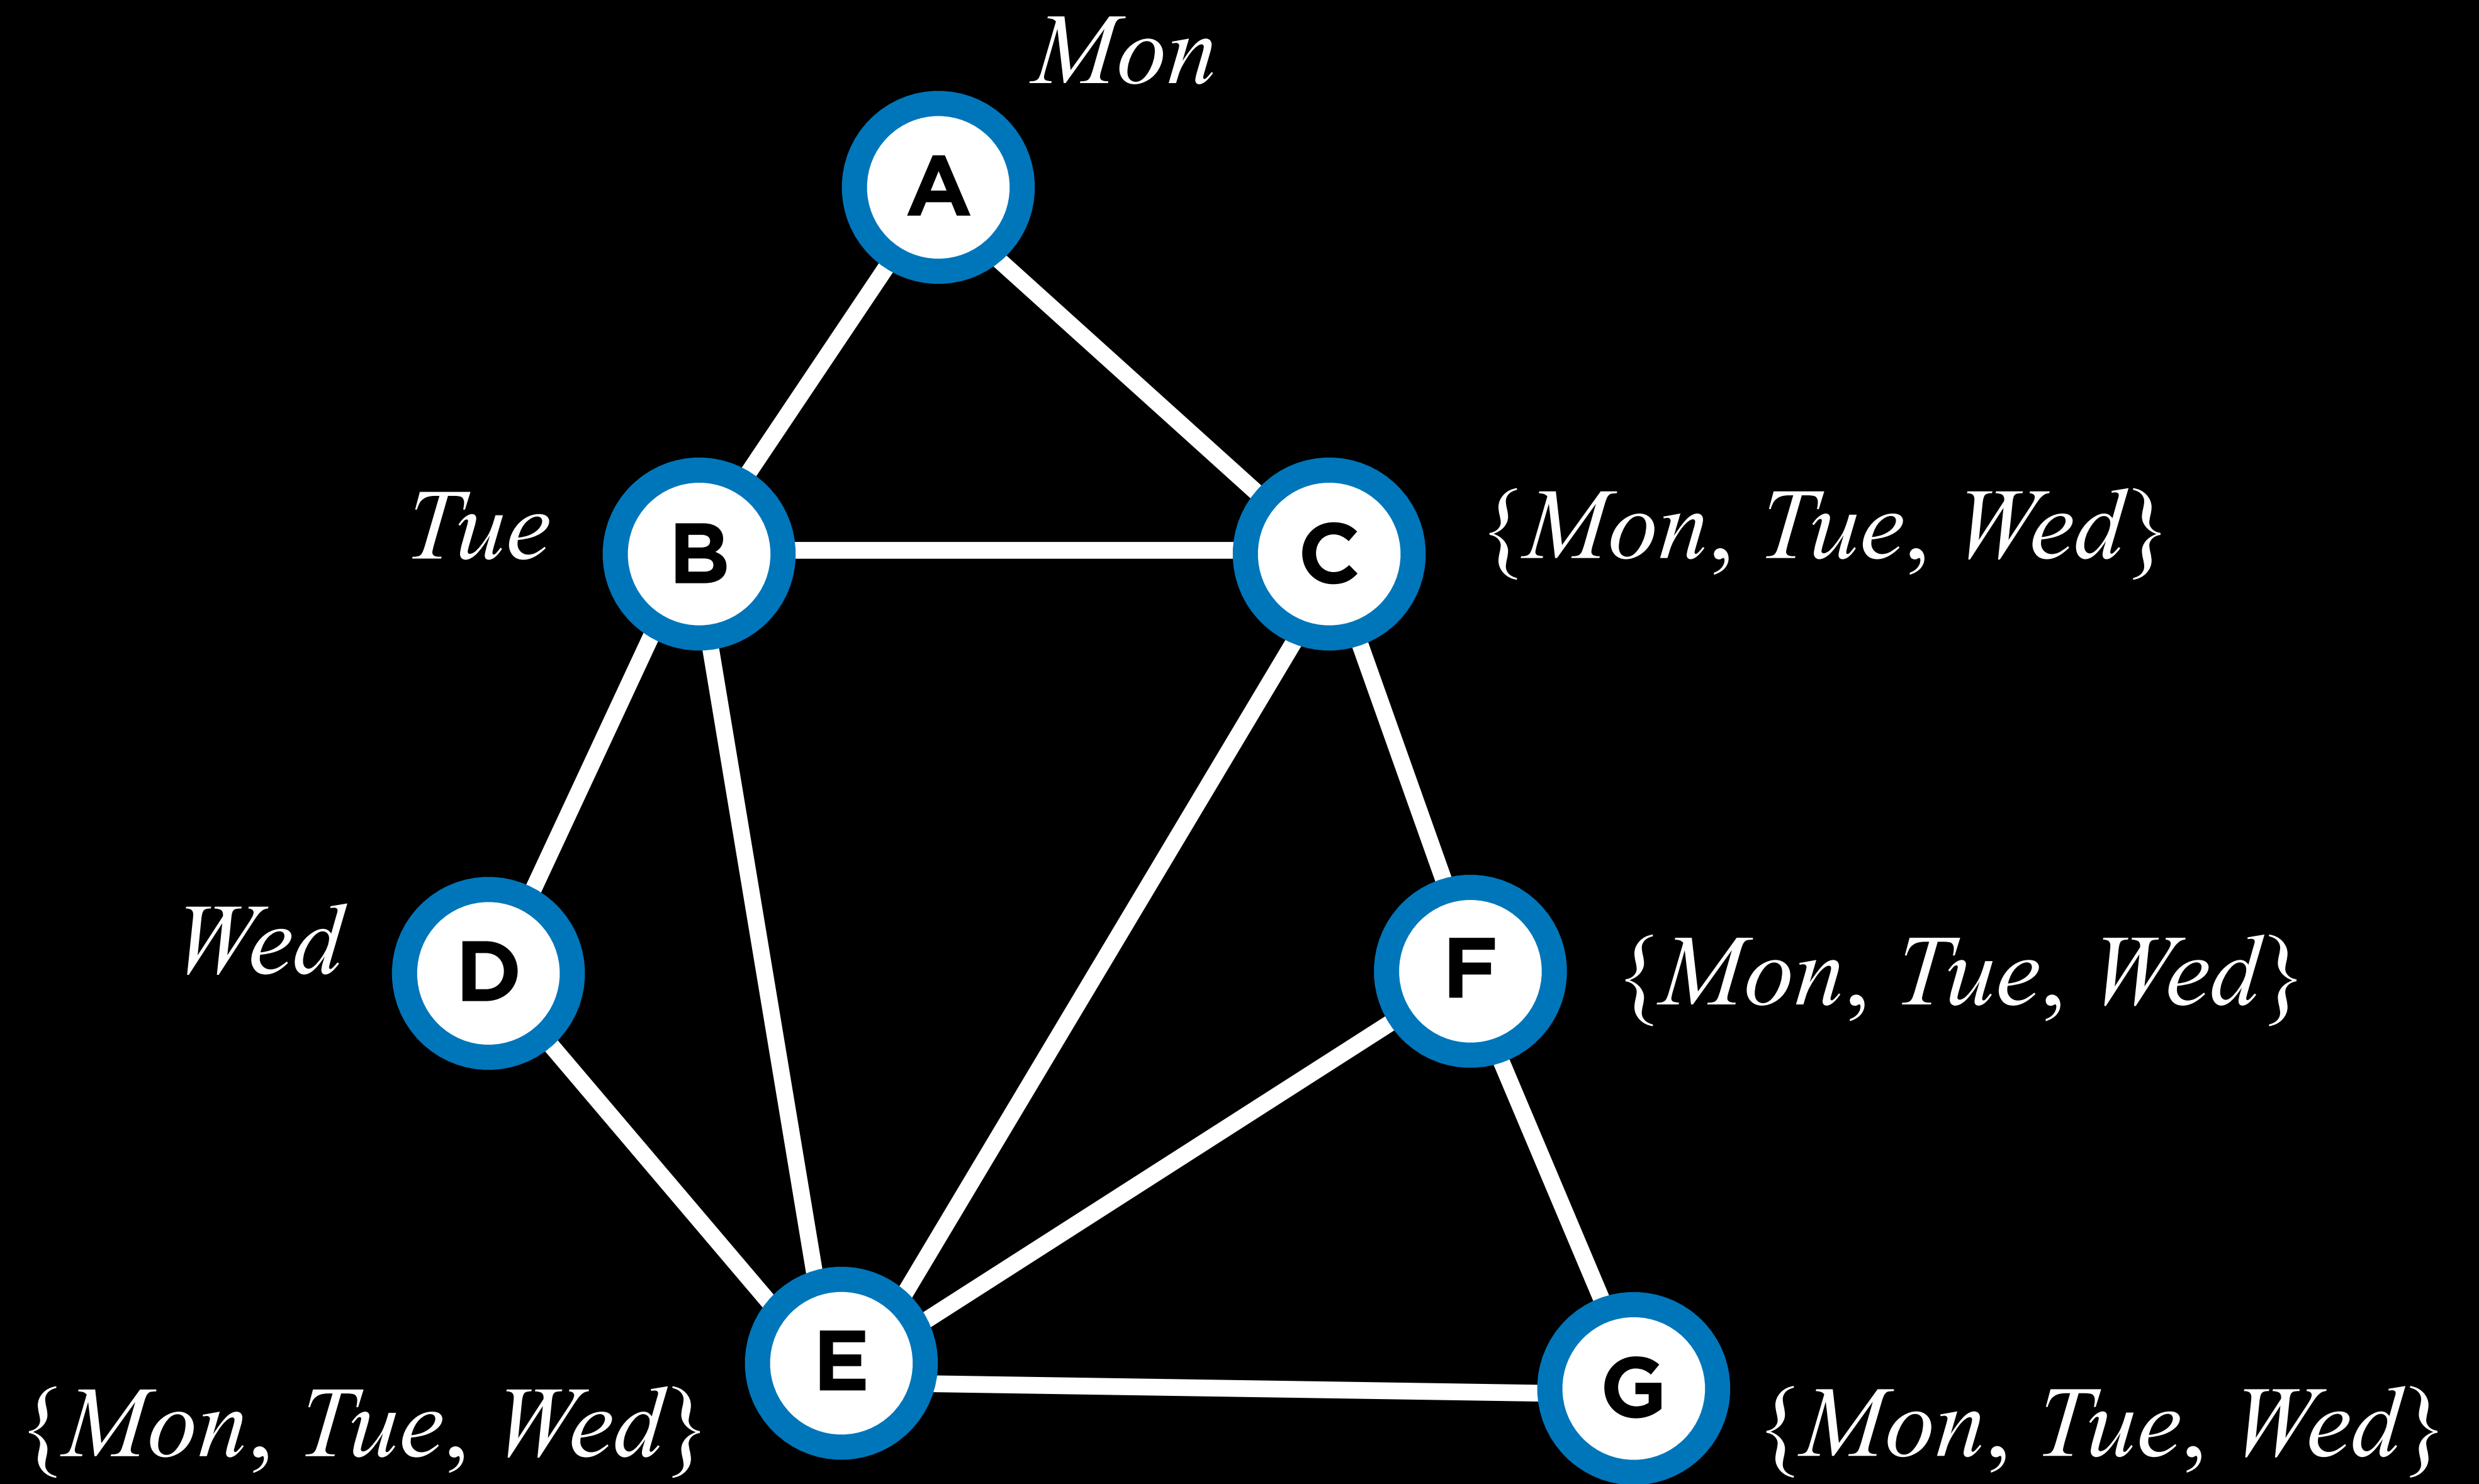 Mon
A
Tue
B
C
{Mon, Tue, Wed}
Wed
D
F
{Mon, Tue, Wed}
E
G
{Mon, Tue, Wed}
{Mon, Tue, Wed}